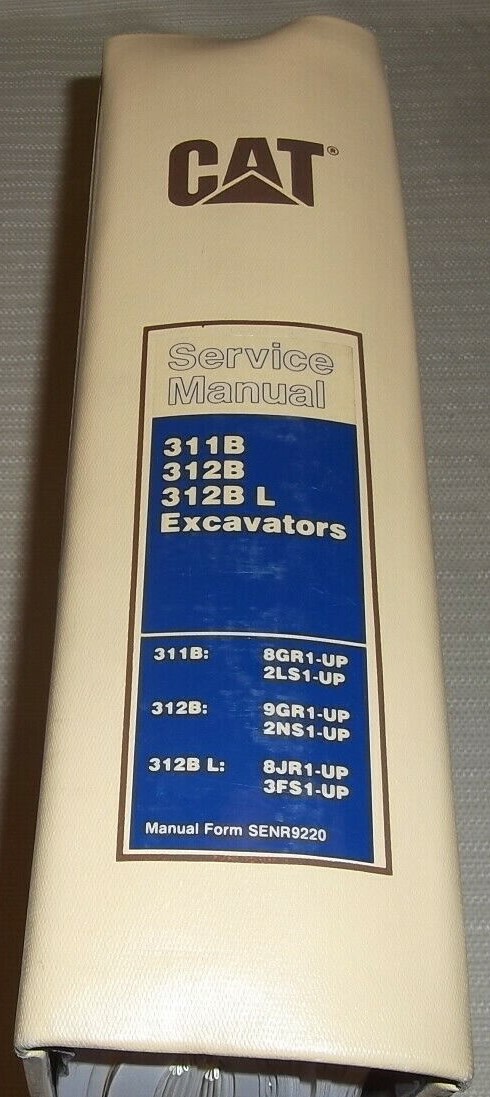 CAT®
Service
Manual
311B
312B
312B L
Excavators
311B: 8GR1-UP
2LS1-UP
312B: 9GR1-UP
2NS1-UP
312B L: 8JR1-UP
3FS1-UP
Manual Form SENR9220